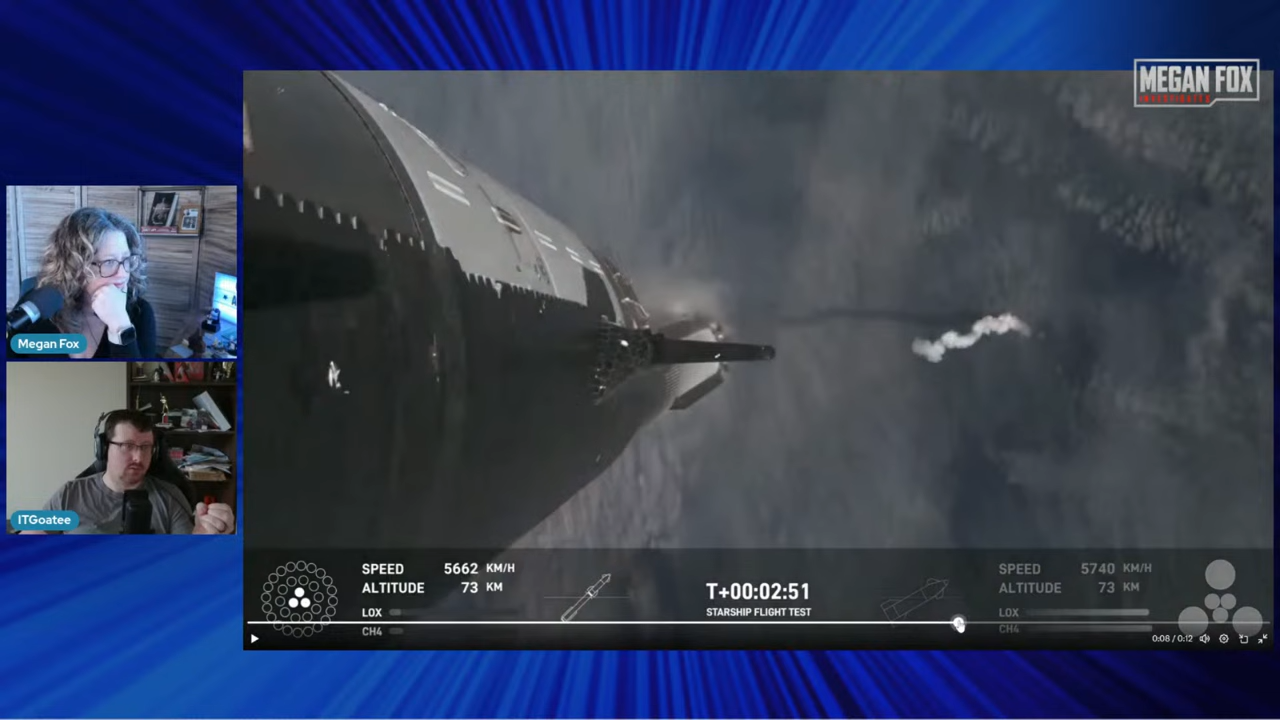 MEGAN FOX
INVESTIGATES
Megan Fox
ITGoatee
SPEED 5662 KM/H
ALTITUDE 73 KM
LOX
CH4
T+00:02:51
STARSHIP FLIGHT TEST
SPEED 5740 KM/H
ALTITUDE 73 KM
LOX
CH4
0:08 / 0:12